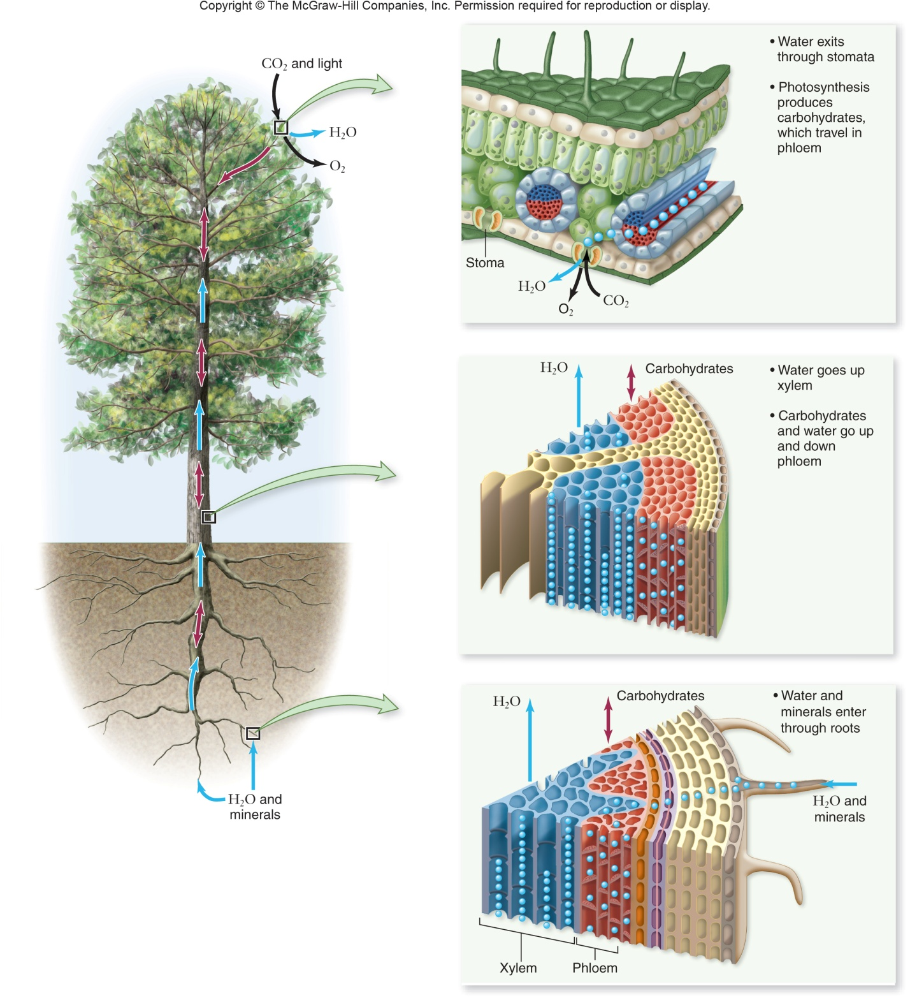 Copyright © The McGraw-Hill Companies, Inc. Permission required for reproduction or display.
CO₂ and light
H₂O
O₂
H₂O and
minerals
• Water exits
through stomata
• Photosynthesis
produces
carbohydrates,
which travel in
phloem
Stoma
H₂O
O₂
CO₂
H₂O
Carbohydrates
• Water goes up
xylem
• Carbohydrates
and water go up
and down
phloem
H₂O
Carbohydrates
• Water and
minerals enter
through roots
H₂O and
minerals
Xylem
Phloem